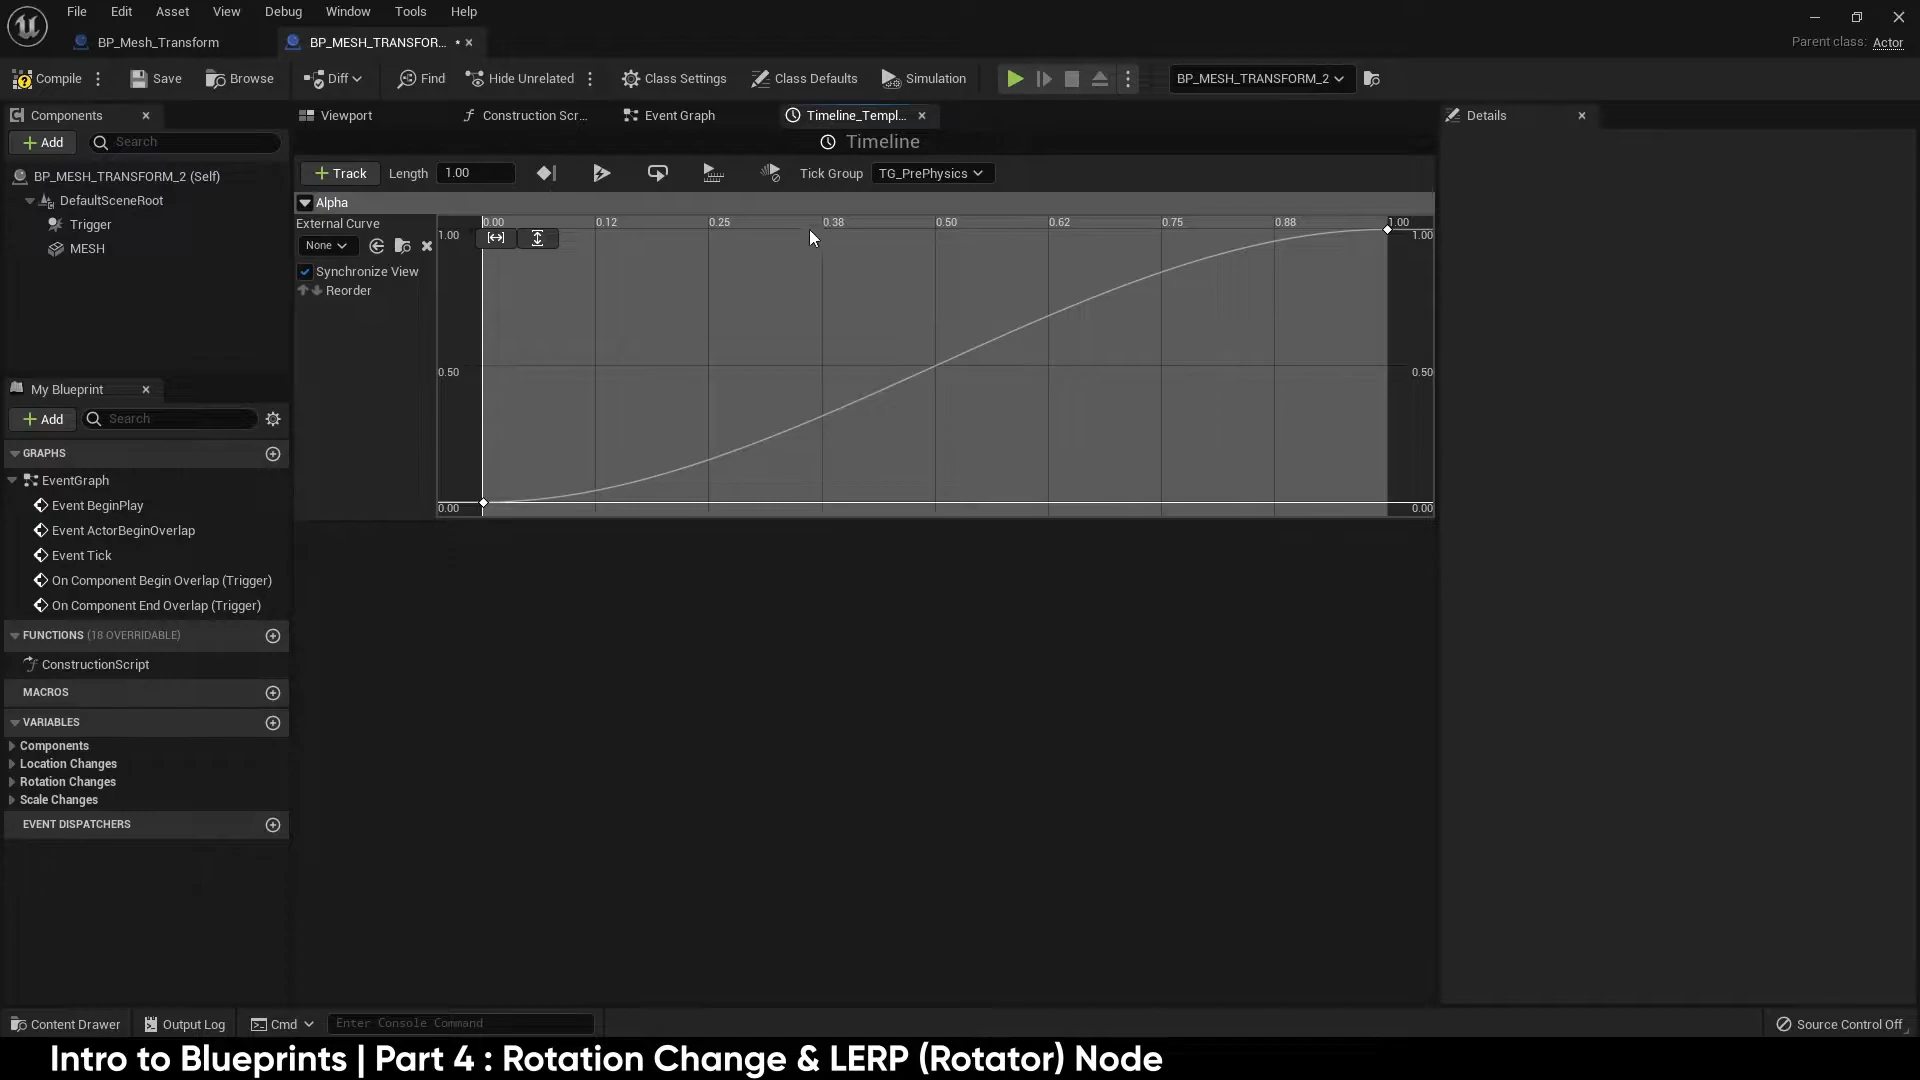 File Edit Asset View Debug Window Tools Help
BP_Mesh_Transform BP_MESH_TRANSFOR... *
Parent class: Actor
Compile Save Browse Diff Find Hide Unrelated Class Settings Class Defaults Simulation BP_MESH_TRANSFORM_2
Components
Add Search
BP_MESH_TRANSFORM_2 (Self)
DefaultSceneRoot
Trigger
MESH
Viewport Construction Scr... Event Graph Timeline_Templ...
Timeline
Track Length 1.00 Tick Group TG_PrePhysics
Alpha
External Curve
None
Synchronize View
Reorder
0.00 0.12 0.25 0.38 0.50 0.62 0.75 0.88 1.00
1.00 1.00
0.50 0.50
0.00 0.00
Details
My Blueprint
Add Search
GRAPHS
EventGraph
Event BeginPlay
Event ActorBeginOverlap
Event Tick
On Component Begin Overlap (Trigger)
On Component End Overlap (Trigger)
FUNCTIONS (18 OVERRIDABLE)
ConstructionScript
MACROS
VARIABLES
Components
Location Changes
Rotation Changes
Scale Changes
EVENT DISPATCHERS
Content Drawer Output Log Cmd Enter Console Command Source Control Off
Intro to Blueprints | Part 4 : Rotation Change & LERP (Rotator) Node